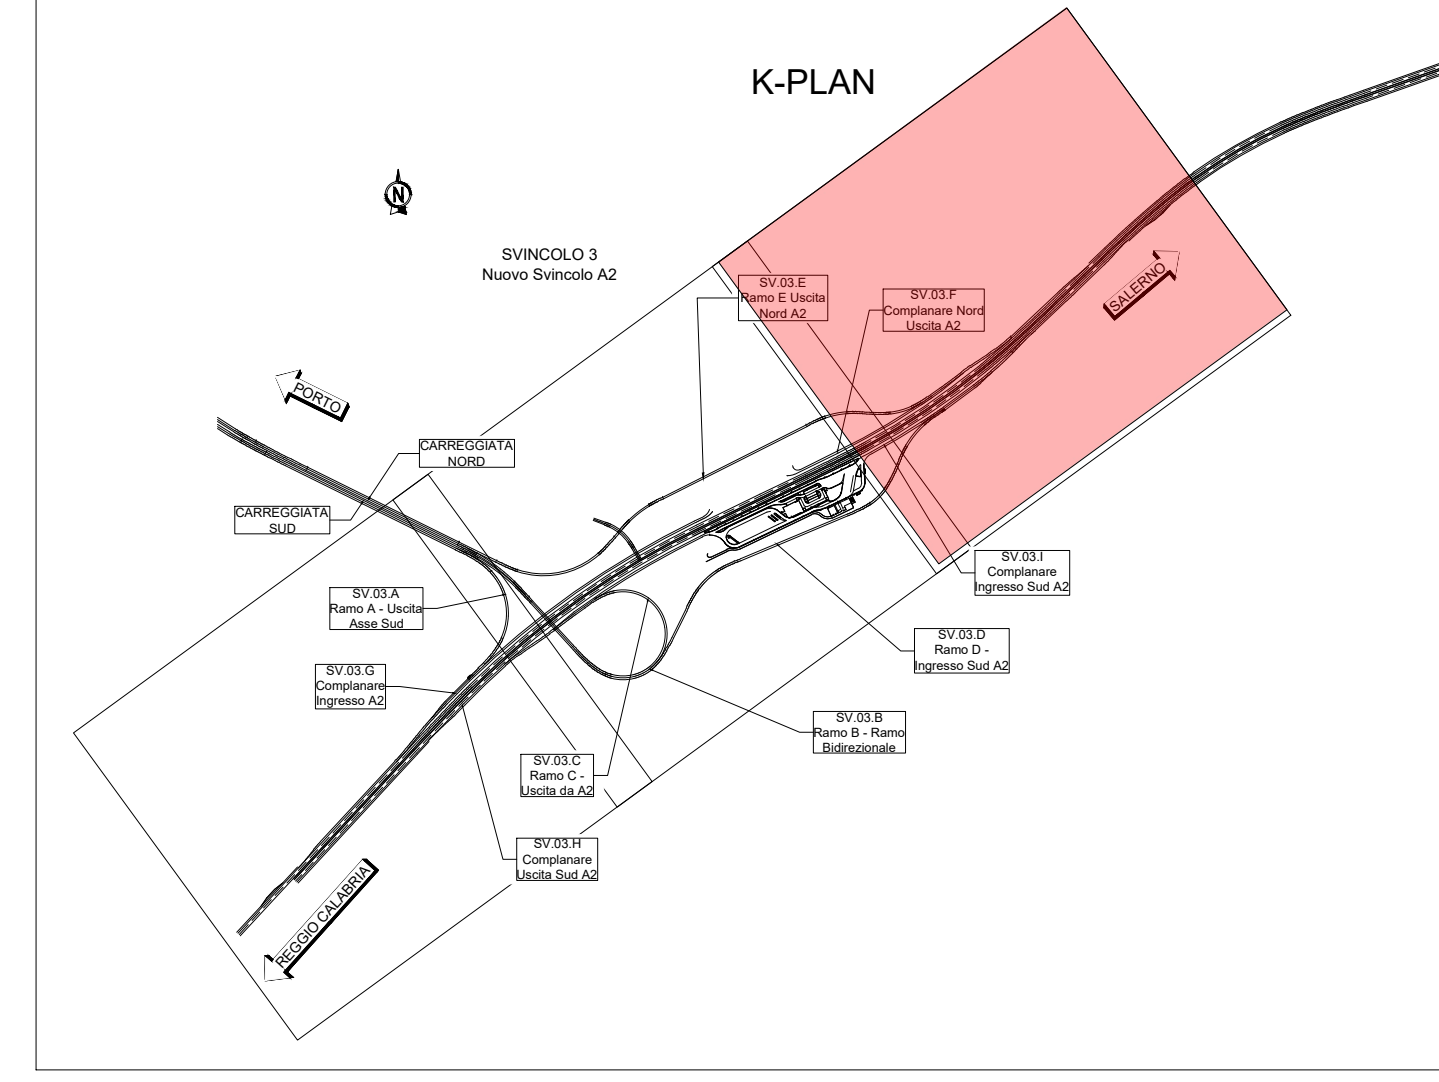 K-PLAN
N
SVINCOLO 3
Nuovo Svincolo A2
SV.03.E
Ramo E Uscita
Nord A2
SV.03.F
Complanare Nord
Uscita A2
SALERNO
PORTO
CARREGGIATA
NORD
CARREGGIATA
SUD
SV.03.A
Ramo A - Uscita
Asse Sud
SV.03.I
Complanare
Ingresso Sud A2
SV.03.D
Ramo D -
Ingresso Sud A2
SV.03.G
Complanare
Ingresso A2
SV.03.B
Ramo B - Ramo
Bidirezionale
SV.03.C
Ramo C -
Uscita da A2
SV.03.H
Complanare
Uscita Sud A2
REGGIO CALABRIA